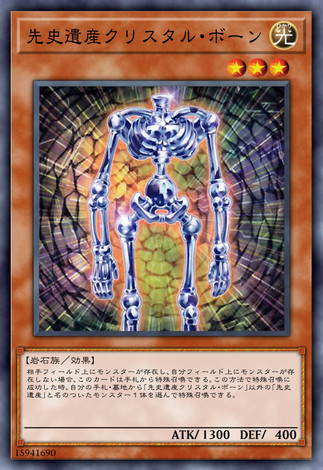 先史遺産クリスタル・ボーン
光
【岩石族／効果】
相手フィールド上にモンスターが存在し、自分フィールド上にモンスターが存
在しない場合、このカードは手札から特殊召喚できる。この方法で特殊召喚に
成功した時、自分の手札・墓地から「先史遺産クリスタル・ボーン」以外の「先史
遺産」と名のついたモンスター１体を選んで特殊召喚できる。
ATK/ 1300 DEF/ 400
15941690